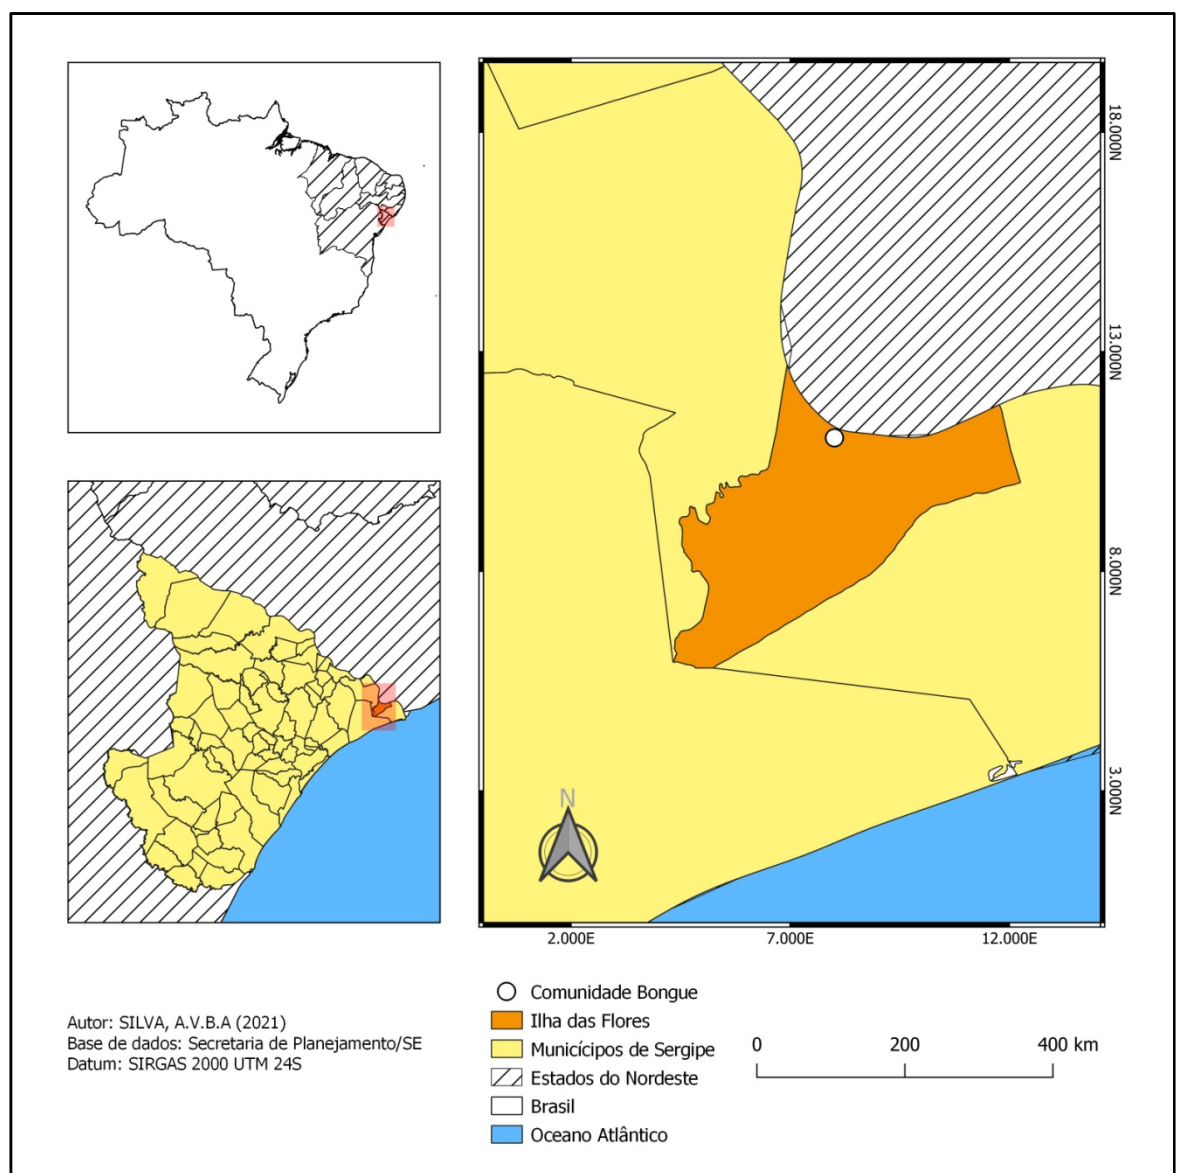 18.000N
13.000N
8.000N
3.000N
N
2.000E
7.000E
12.000E
Comunidade Bongue
Ilha das Flores
Municícipos de Sergipe
Estados do Nordeste
Brasil
Oceano Atlântico
0 200 400 km
Autor: SILVA, A.V.B.A (2021)
Base de dados: Secretaria de Planejamento/SE
Datum: SIRGAS 2000 UTM 24S